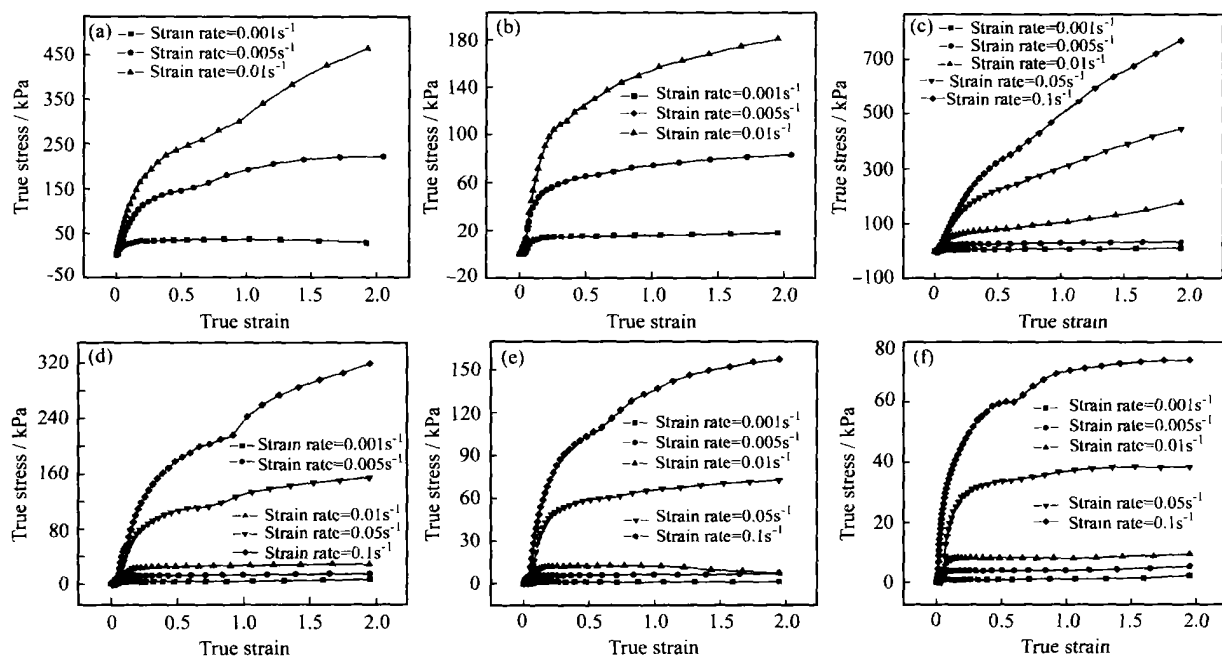 (a)
Strain rate=0.001s⁻¹
Strain rate=0.005s⁻¹
Strain rate=0.01s⁻¹
450
350
250
150
50
−50
0 0.5 1.0 1.5 2.0
True strain
True stress / kPa
(b)
Strain rate=0.001s⁻¹
Strain rate=0.005s⁻¹
Strain rate=0.01s⁻¹
180
140
100
60
20
−20
0 0.5 1.0 1.5 2.0
True strain
True stress / kPa
(c)
Strain rate=0.001s⁻¹
Strain rate=0.005s⁻¹
Strain rate=0.01s⁻¹
Strain rate=0.05s⁻¹
Strain rate=0.1s⁻¹
700
500
300
100
−100
0 0.5 1.0 1.5 2.0
True strain
True stress / kPa
(d)
320
240
160
80
0
Strain rate=0.001s⁻¹
Strain rate=0.005s⁻¹
Strain rate=0.01s⁻¹
Strain rate=0.05s⁻¹
Strain rate=0.1s⁻¹
0 0.5 1.0 1.5 2.0
True strain
True stress / kPa
(e)
150
120
90
60
30
0
Strain rate=0.001s⁻¹
Strain rate=0.005s⁻¹
Strain rate=0.01s⁻¹
Strain rate=0.05s⁻¹
Strain rate=0.1s⁻¹
0 0.5 1.0 1.5 2.0
True strain
True stress / kPa
(f)
80
60
40
20
0
Strain rate=0.001s⁻¹
Strain rate=0.005s⁻¹
Strain rate=0.01s⁻¹
Strain rate=0.05s⁻¹
Strain rate=0.1s⁻¹
0 0.5 1.0 1.5 2.0
True strain
True stress / kPa